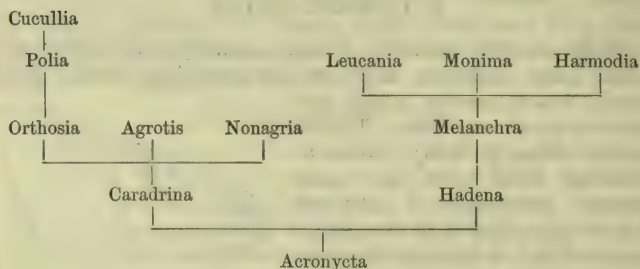 Cucullia
Polia
Leucania Monima Harmodia
Orthosia Agrotis Nonagria Melanchra
Caradrina Hadena
Acronycta